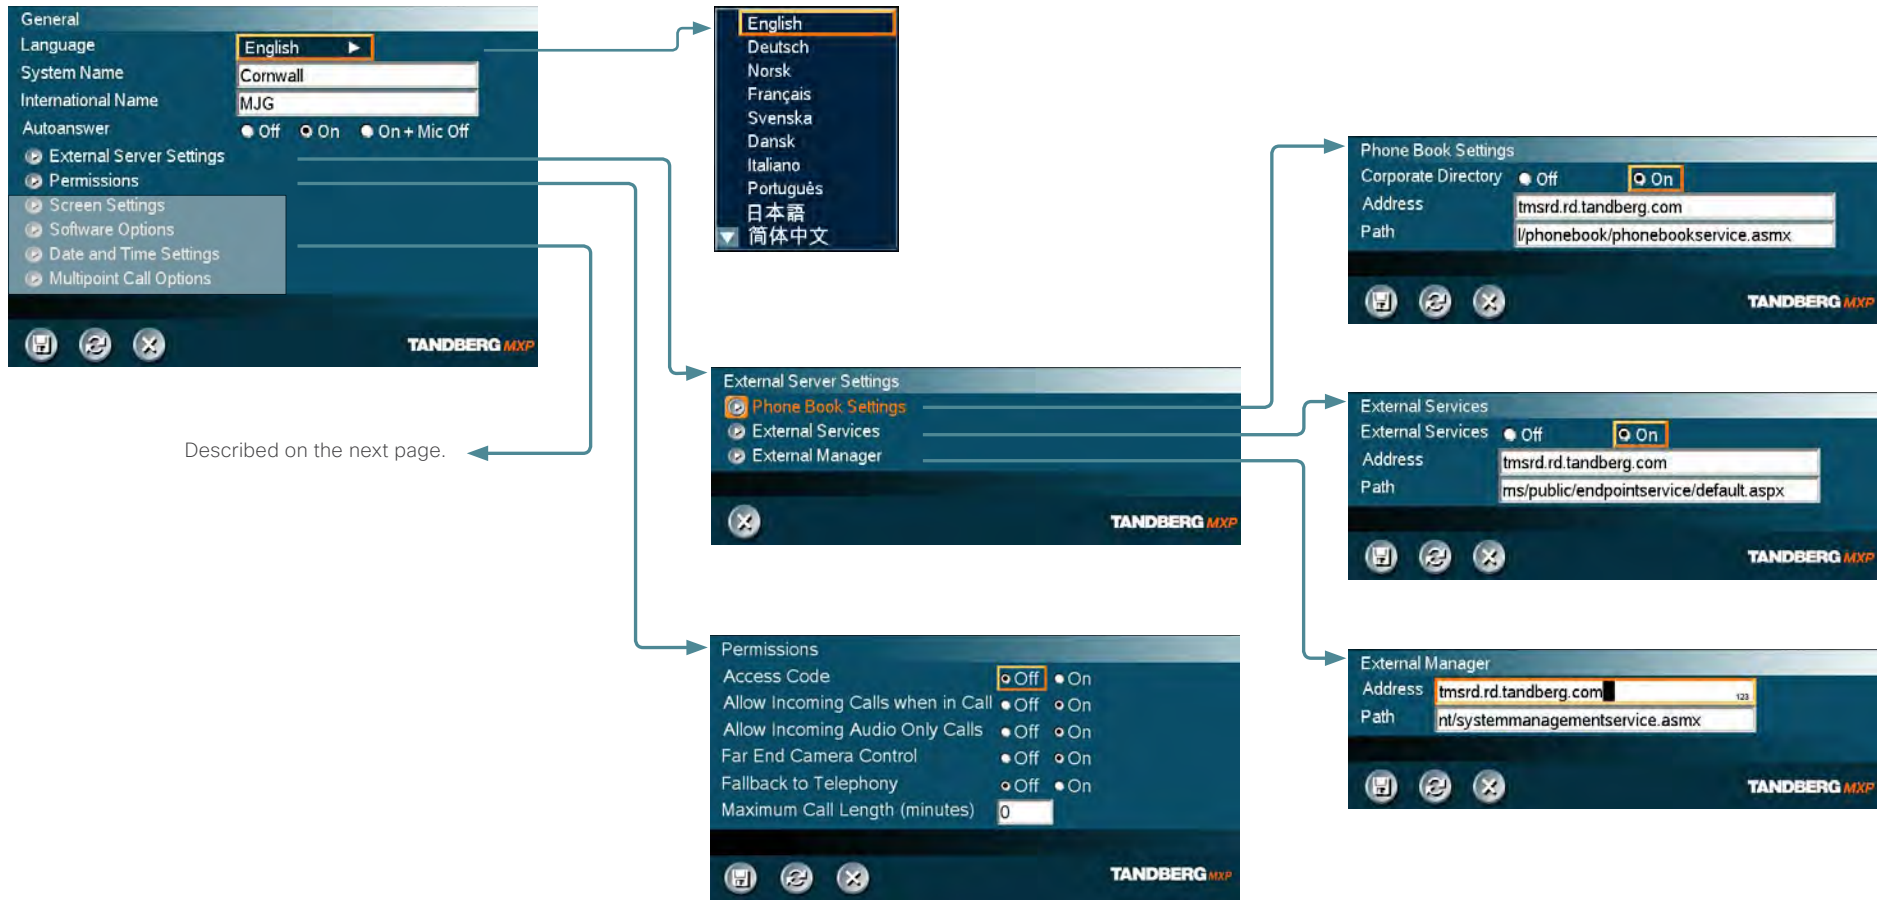 General
Language English
System Name Cornwall
International Name MJG
Autoanswer Off On On + Mic Off
External Server Settings
Permissions
Screen Settings
Software Options
Date and Time Settings
Multipoint Call Options
TANDBERG MXP
Described on the next page.
English
Deutsch
Norsk
Français
Svenska
Dansk
Italiano
Português
日本語
简体中文
External Server Settings
Phone Book Settings
External Services
External Manager
TANDBERG MXP
Permissions
Access Code Off On
Allow Incoming Calls when in Call Off On
Allow Incoming Audio Only Calls Off On
Far End Camera Control Off On
Fallback to Telephony Off On
Maximum Call Length (minutes) 0
TANDBERG MXP
Phone Book Settings
Corporate Directory Off On
Address tmsrd.rd.tandberg.com
Path l/phonebook/phonebookservice.asmx
TANDBERG MXP
External Services
External Services Off On
Address tmsrd.rd.tandberg.com
Path ms/public/endpointservice/default.aspx
TANDBERG MXP
External Manager
Address tmsrd.rd.tandberg.com 123
Path nt/systemmanagementservice.asmx
TANDBERG MXP